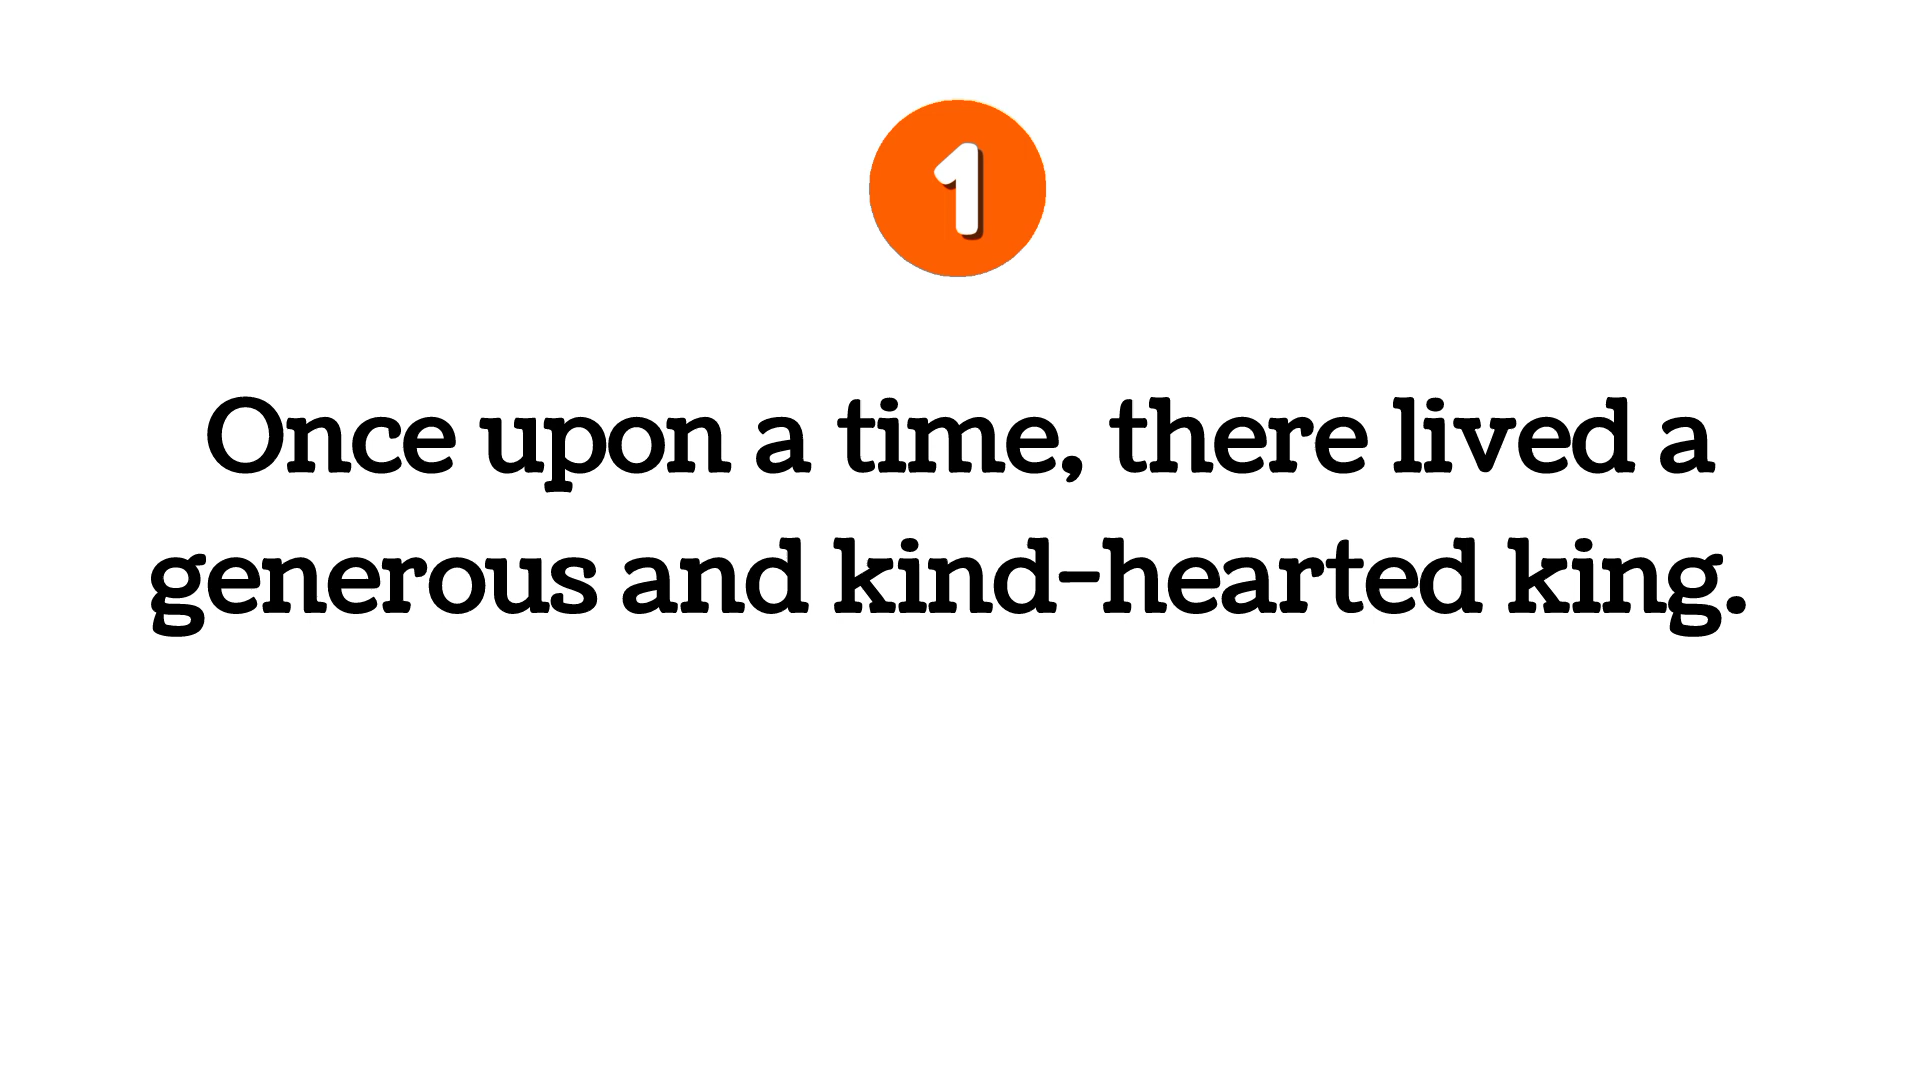 1
Once upon a time, there lived a
generous and kind-hearted king.